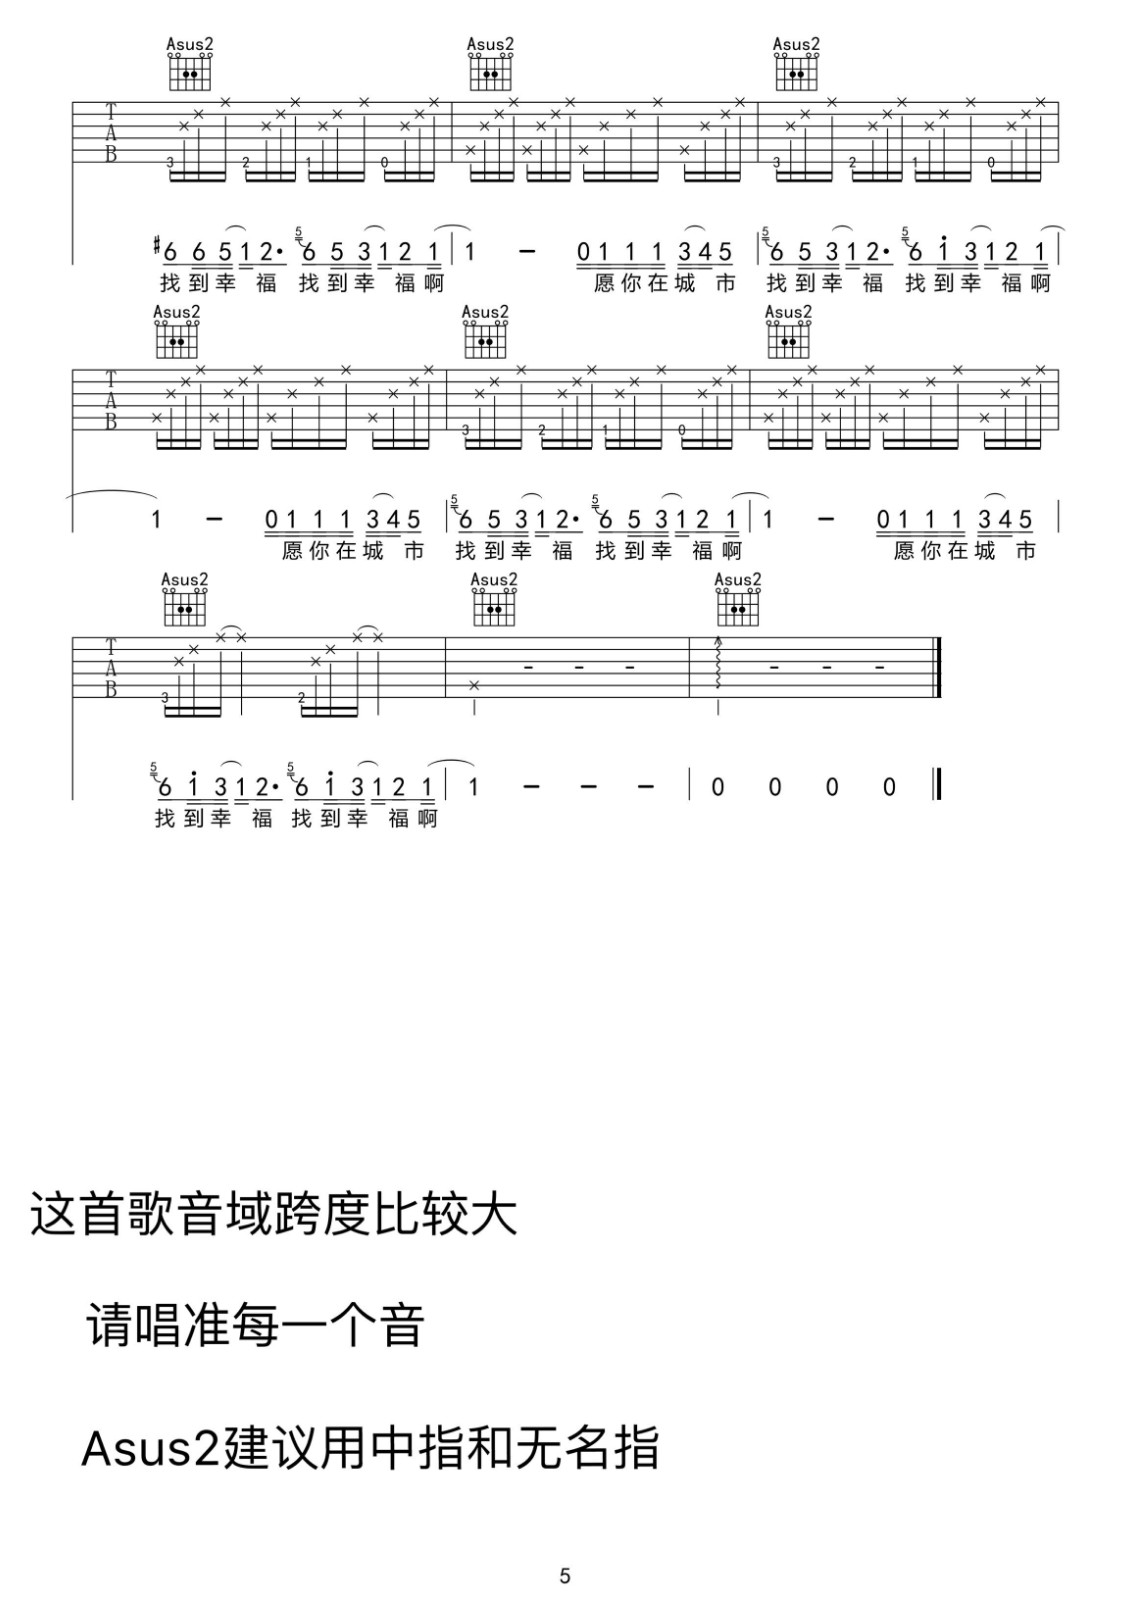 Asus2 Asus2 Asus2
T
A
B
3 2 1 0 3 2 1 0
#6 6 5 1 2· 5 6 5 3 1 2 1 | 1 - 0 1 1 1 3 4 5 | 5 6 5 3 1 2· 5 6 i 3 1 2 1 |
找到幸 福 找到幸 福啊 愿你在城 市 找到幸 福 找到幸 福啊
Asus2 Asus2 Asus2
T
A
B
3 2 1 0
1 - 0 1 1 1 3 4 5 | 5 6 5 3 1 2· 5 6 5 3 1 2 1 | 1 - 0 1 1 1 3 4 5 |
愿你在城 市 找到幸 福 找到幸 福啊 愿你在城 市
Asus2 Asus2 Asus2
T
A
B
3 2 - - - - - -
5 6 i 3 1 2· 5 6 i 3 1 2 1 | 1 - - - | 0 0 0 0
找到幸 福 找到幸 福啊
这首歌音域跨度比较大
请唱准每一个音
Asus2建议用中指和无名指
5